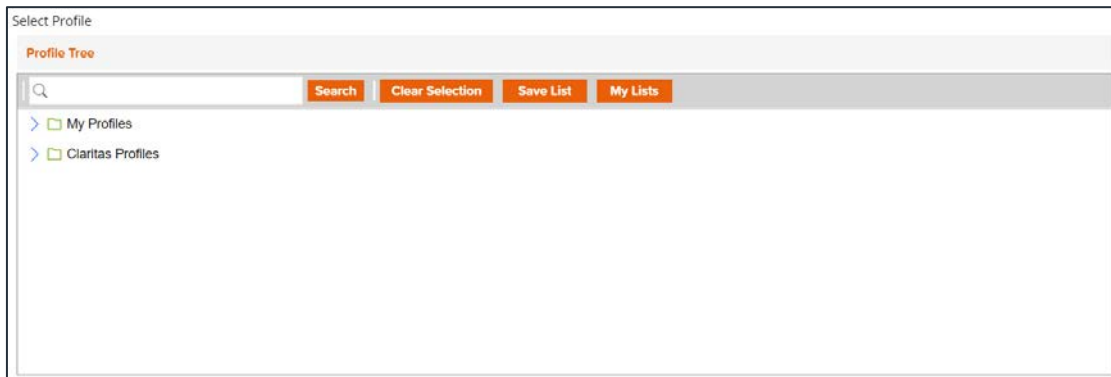 Select Profile
Profile Tree
Search Clear Selection Save List My Lists
My Profiles
Claritas Profiles